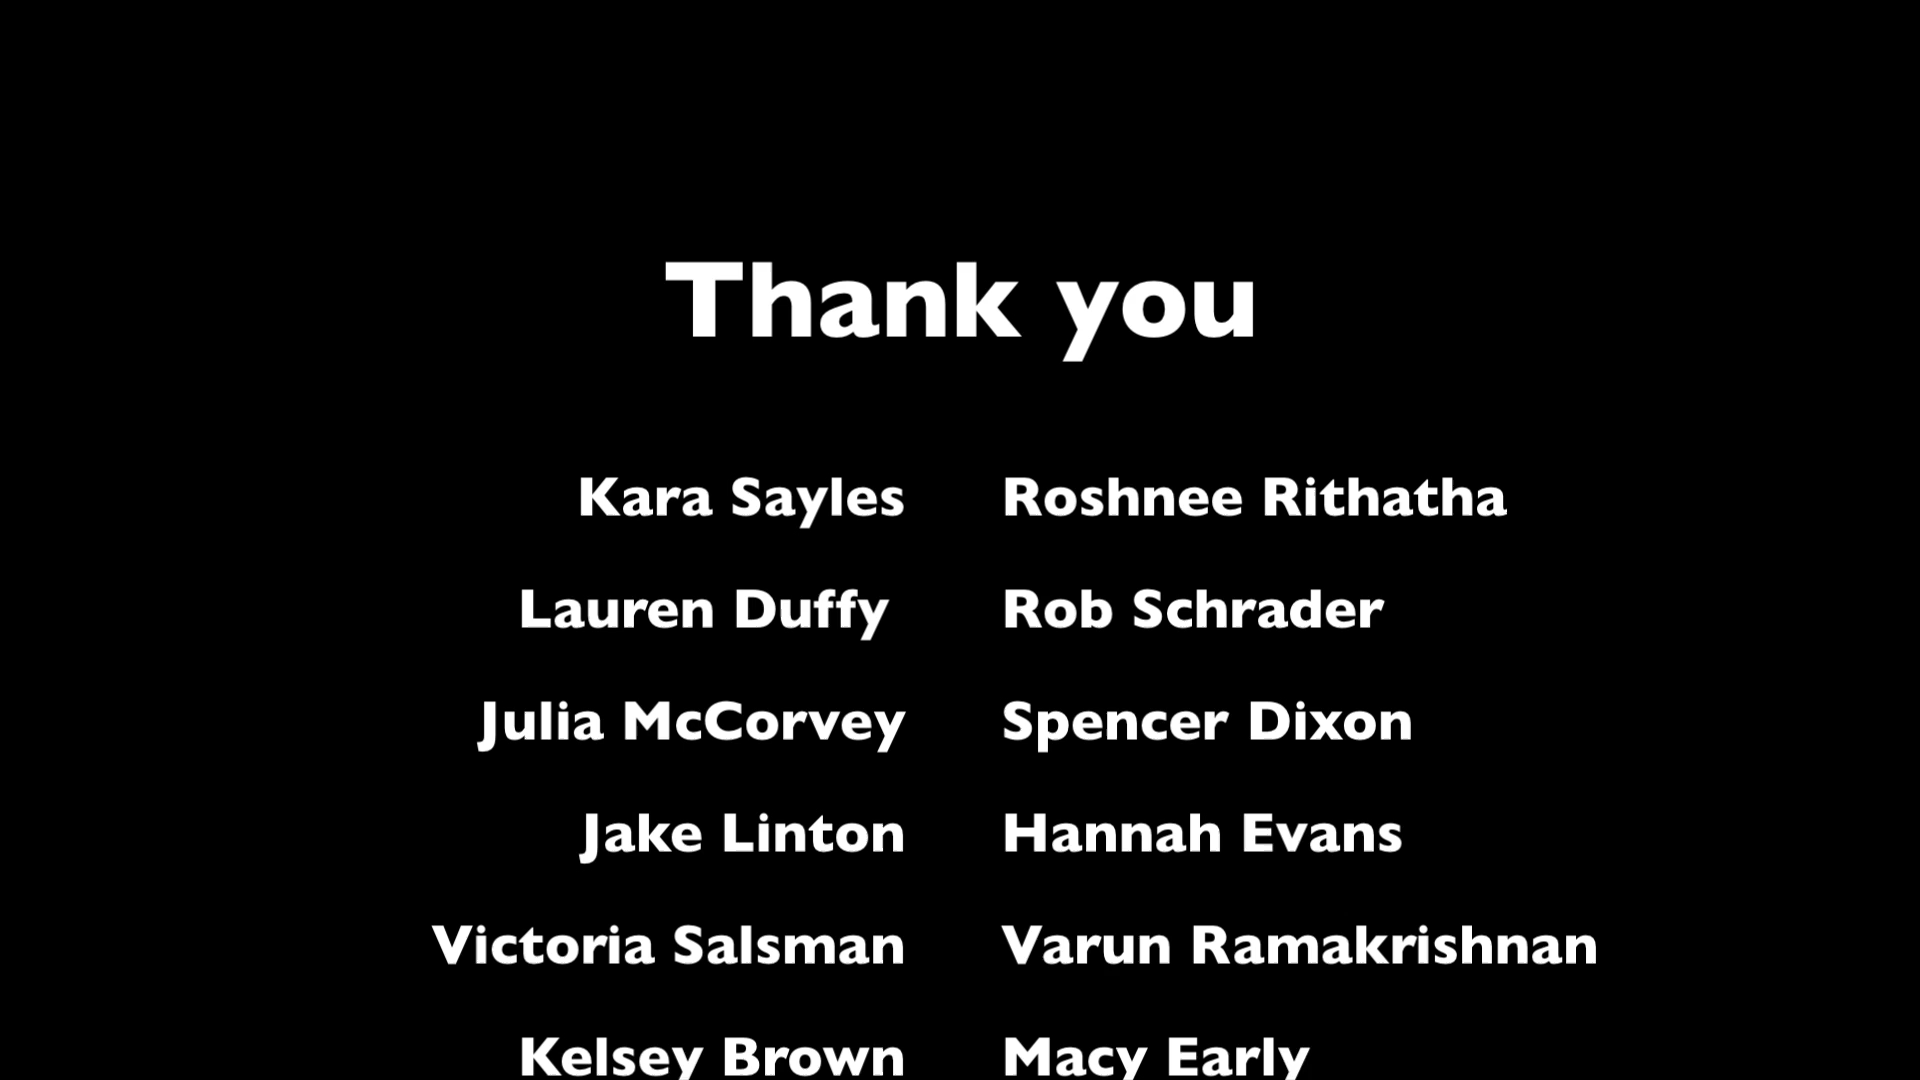 Thank you
Kara Sayles Roshnee Rithatha
Lauren Duffy Rob Schrader
Julia McCorvey Spencer Dixon
Jake Linton Hannah Evans
Victoria Salsman Varun Ramakrishnan
Kelsey Brown Macy Early